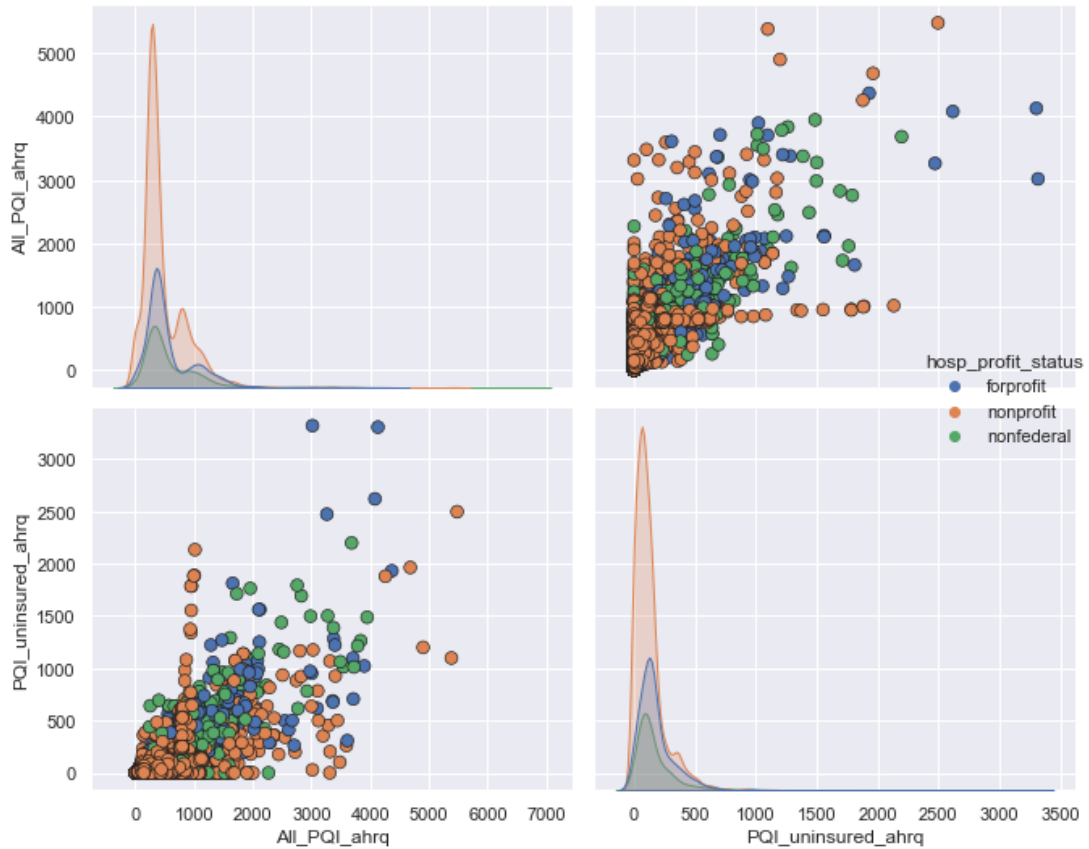 5000
4000
3000
2000
1000
0
All_PQI_ahrq
hosp_profit_status
forprofit
nonprofit
nonfederal
0 500 1000 1500 2000 2500 3000 3500
PQI_uninsured_ahrq
3000
2500
2000
1500
1000
500
0
PQI_uninsured_ahrq
0 1000 2000 3000 4000 5000 6000 7000
All_PQI_ahrq